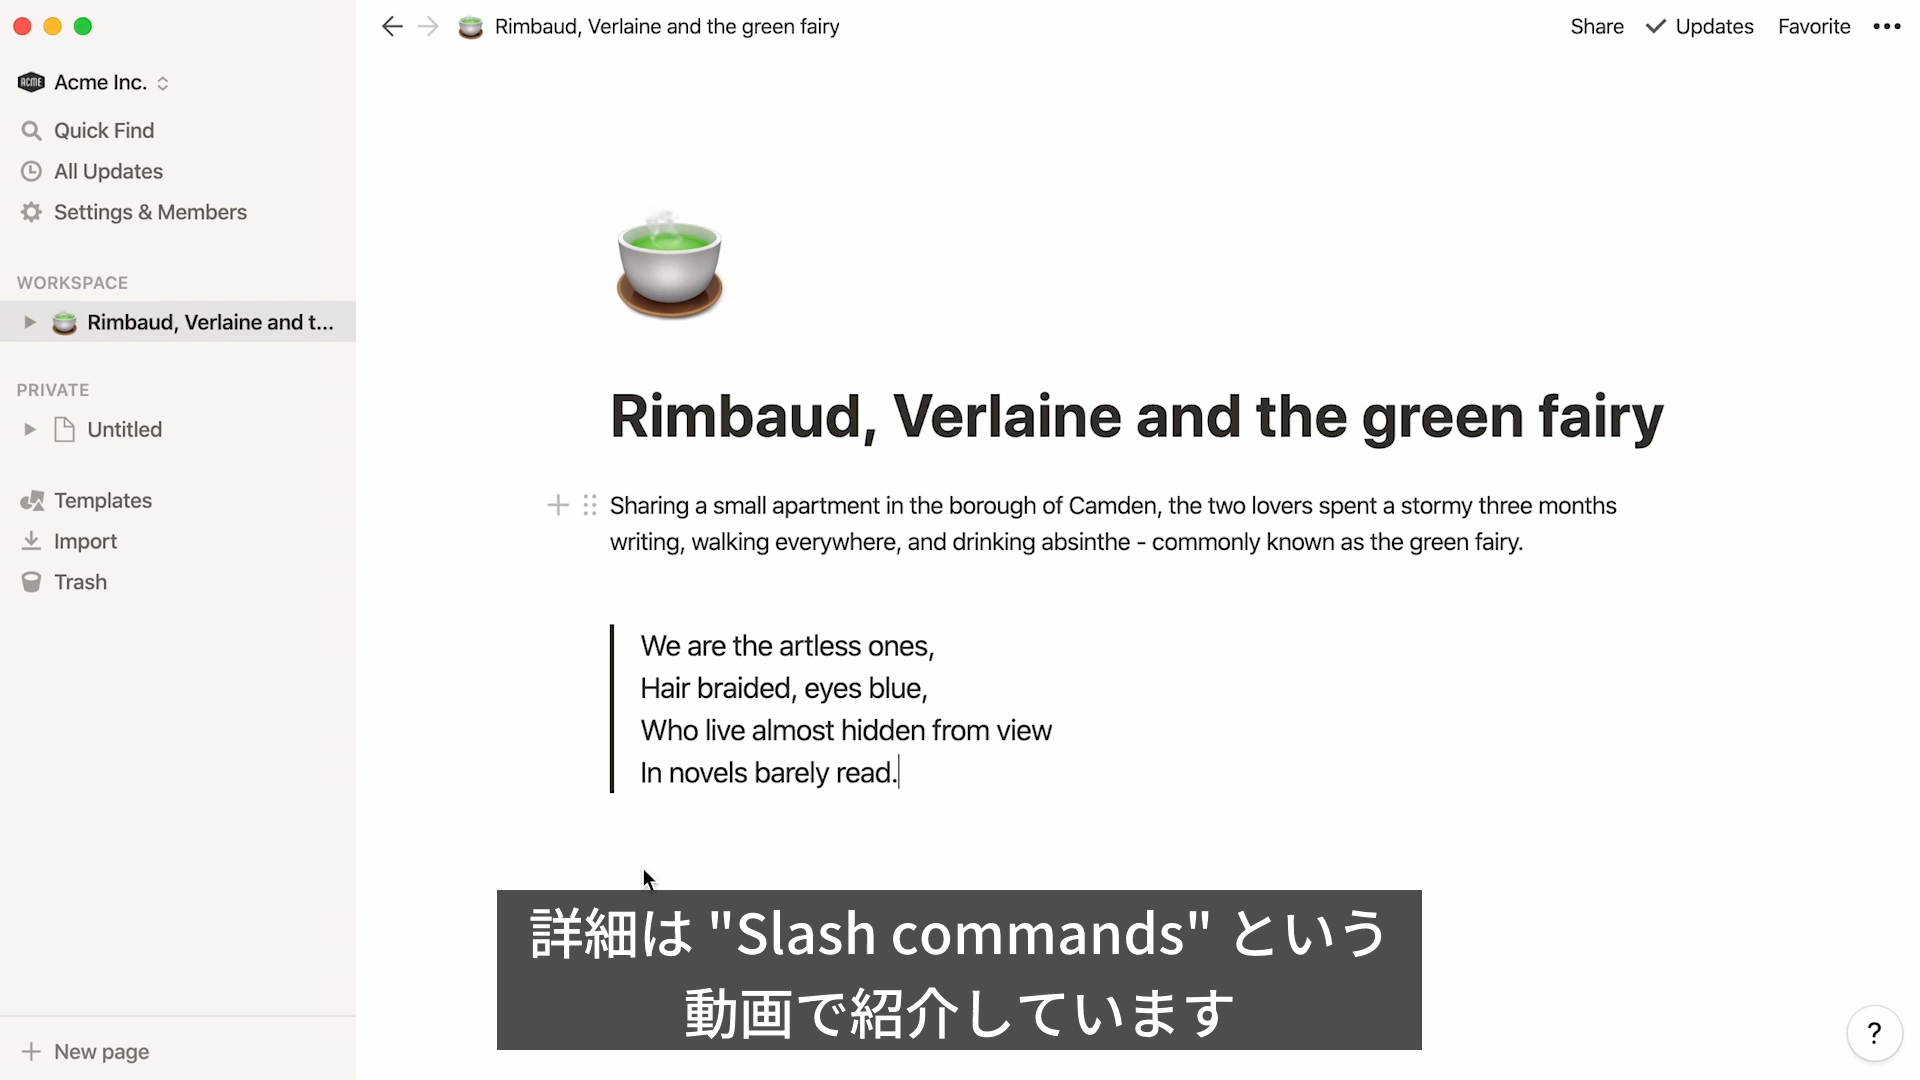 Rimbaud, Verlaine and the green fairy
Share
Updates
Favorite
ACME
Acme Inc.
Quick Find
All Updates
Settings & Members
WORKSPACE
Rimbaud, Verlaine and t...
PRIVATE
Untitled
Templates
Import
Trash
New page
Rimbaud, Verlaine and the green fairy
Sharing a small apartment in the borough of Camden, the two lovers spent a stormy three months
writing, walking everywhere, and drinking absinthe - commonly known as the green fairy.
We are the artless ones,
Hair braided, eyes blue,
Who live almost hidden from view
In novels barely read.
詳細は "Slash commands" という
動画で紹介しています
?